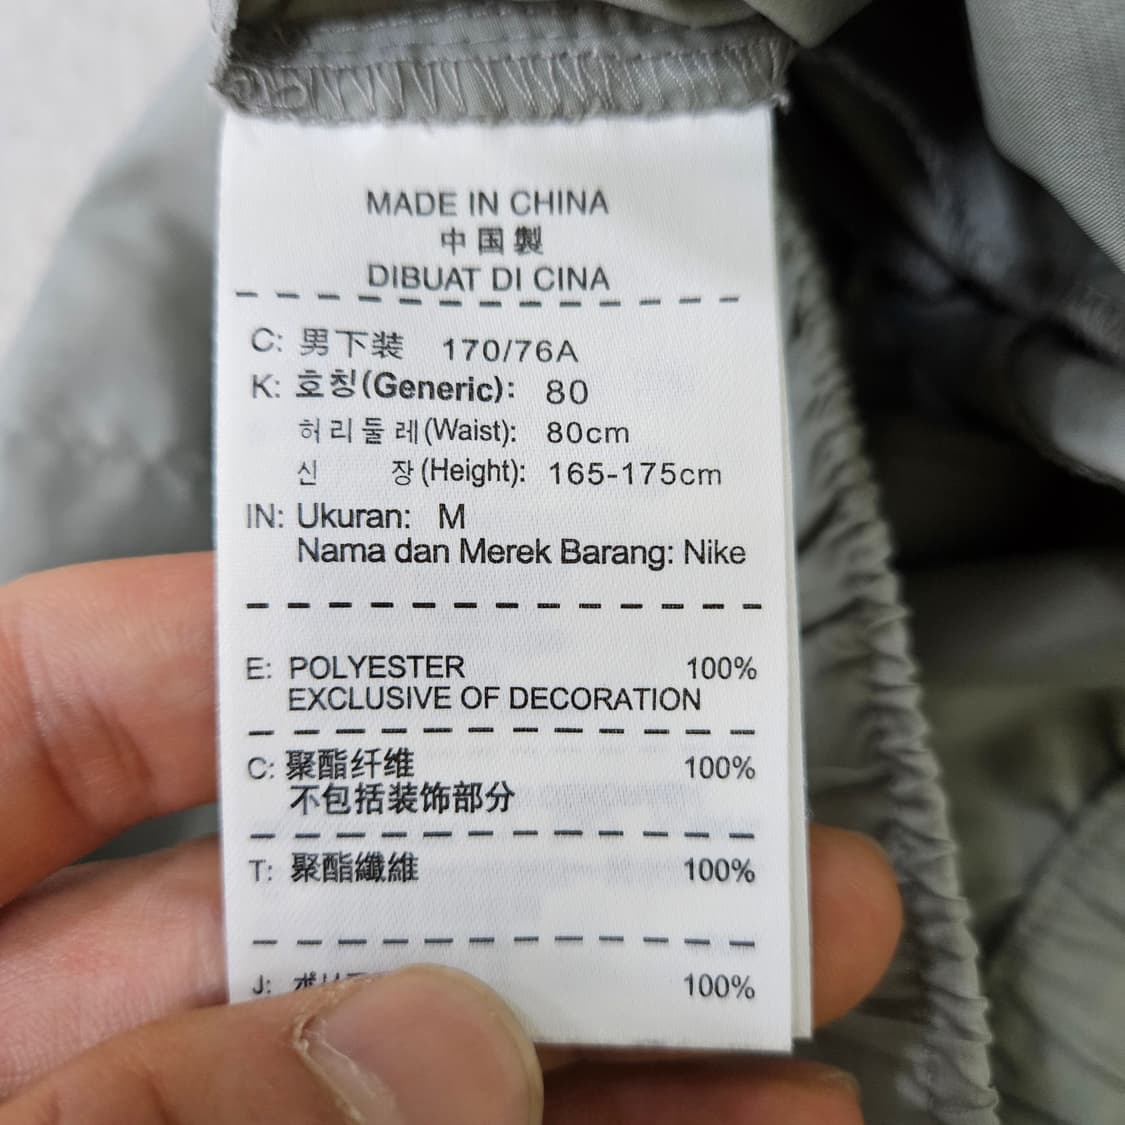 MADE IN CHINA
中国製
DIBUAT DI CINA
C: 男下装 170/76A
K: 호칭(Generic): 80
허리둘레(Waist): 80cm
신 장(Height): 165-175cm
IN: Ukuran: M
Nama dan Merek Barang: Nike
E: POLYESTER 100%
EXCLUSIVE OF DECORATION
C: 聚酯纤维 100%
不包括装饰部分
T: 聚酯纖維 100%
J: 100%